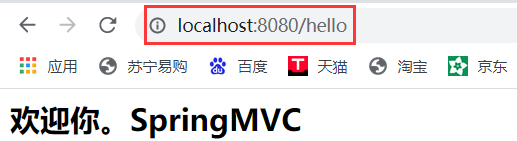 localhost:8080/hello
应用 苏宁易购 百度 天猫 淘宝 京东
欢迎你。SpringMVC